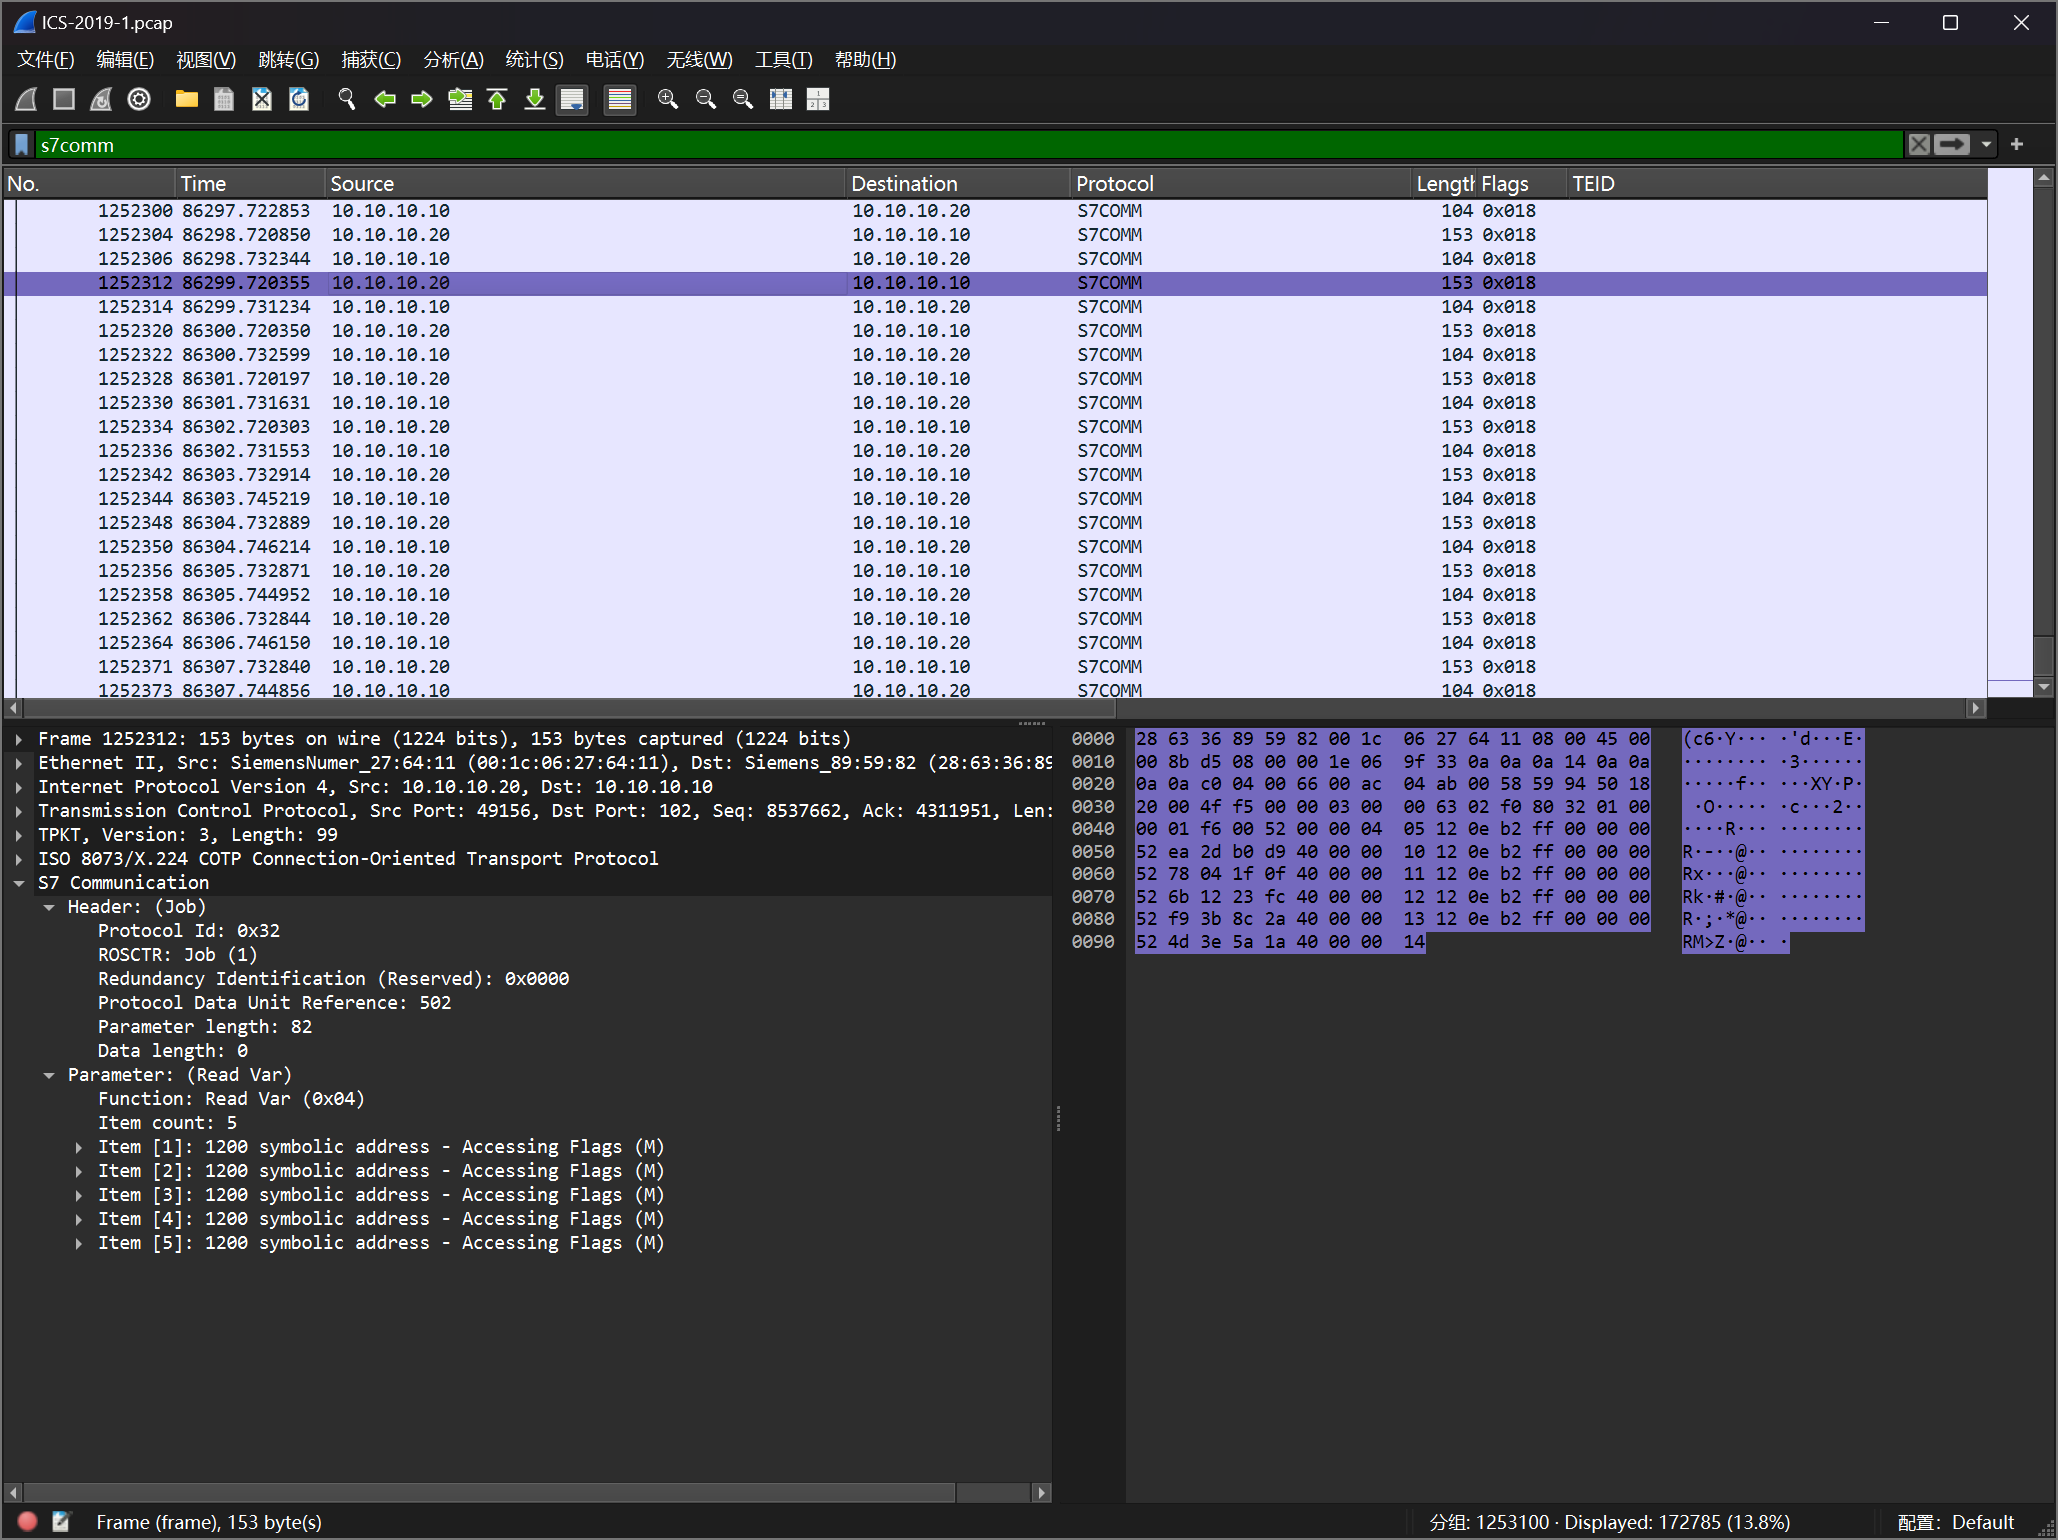 ICS-2019-1.pcap
文件(F) 编辑(E) 视图(V) 跳转(G) 捕获(C) 分析(A) 统计(S) 电话(Y) 无线(W) 工具(T) 帮助(H)
s7comm
No. Time Source Destination Protocol Length Flags TEID
1252300 86297.722853 10.10.10.10 10.10.10.20 S7COMM 104 0x018
1252304 86298.720850 10.10.10.20 10.10.10.10 S7COMM 153 0x018
1252306 86298.732344 10.10.10.10 10.10.10.20 S7COMM 104 0x018
1252312 86299.720355 10.10.10.20 10.10.10.10 S7COMM 153 0x018
1252314 86299.731234 10.10.10.10 10.10.10.20 S7COMM 104 0x018
1252320 86300.720350 10.10.10.20 10.10.10.10 S7COMM 153 0x018
1252322 86300.732599 10.10.10.10 10.10.10.20 S7COMM 104 0x018
1252328 86301.720197 10.10.10.20 10.10.10.10 S7COMM 153 0x018
1252330 86301.731631 10.10.10.10 10.10.10.20 S7COMM 104 0x018
1252334 86302.720303 10.10.10.20 10.10.10.10 S7COMM 153 0x018
1252336 86302.731553 10.10.10.10 10.10.10.20 S7COMM 104 0x018
1252342 86303.732914 10.10.10.20 10.10.10.10 S7COMM 153 0x018
1252344 86303.745219 10.10.10.10 10.10.10.20 S7COMM 104 0x018
1252348 86304.732889 10.10.10.20 10.10.10.10 S7COMM 153 0x018
1252350 86304.746214 10.10.10.10 10.10.10.20 S7COMM 104 0x018
1252356 86305.732871 10.10.10.20 10.10.10.10 S7COMM 153 0x018
1252358 86305.744952 10.10.10.10 10.10.10.20 S7COMM 104 0x018
1252362 86306.732844 10.10.10.20 10.10.10.10 S7COMM 153 0x018
1252364 86306.746150 10.10.10.10 10.10.10.20 S7COMM 104 0x018
1252371 86307.732840 10.10.10.20 10.10.10.10 S7COMM 153 0x018
1252373 86307.744856 10.10.10.10 10.10.10.20 S7COMM 104 0x018
Frame 1252312: 153 bytes on wire (1224 bits), 153 bytes captured (1224 bits)
Ethernet II, Src: SiemensNumer_27:64:11 (00:1c:06:27:64:11), Dst: Siemens_89:59:82 (28:63:36:89
Internet Protocol Version 4, Src: 10.10.10.20, Dst: 10.10.10.10
Transmission Control Protocol, Src Port: 49156, Dst Port: 102, Seq: 8537662, Ack: 4311951, Len:
TPKT, Version: 3, Length: 99
ISO 8073/X.224 COTP Connection-Oriented Transport Protocol
S7 Communication
Header: (Job)
Protocol Id: 0x32
ROSCTR: Job (1)
Redundancy Identification (Reserved): 0x0000
Protocol Data Unit Reference: 502
Parameter length: 82
Data length: 0
Parameter: (Read Var)
Function: Read Var (0x04)
Item count: 5
Item [1]: 1200 symbolic address - Accessing Flags (M)
Item [2]: 1200 symbolic address - Accessing Flags (M)
Item [3]: 1200 symbolic address - Accessing Flags (M)
Item [4]: 1200 symbolic address - Accessing Flags (M)
Item [5]: 1200 symbolic address - Accessing Flags (M)
0000 28 63 36 89 59 82 00 1c 06 27 64 11 08 00 45 00 (c6·Y··· ·'d···E·
0010 00 8b d5 08 00 00 1e 06 9f 33 0a 0a 0a 14 0a 0a ········ ·3······
0020 0a 0a c0 04 00 66 00 ac 04 ab 00 58 59 94 50 18 ·····f·· ···XY·P·
0030 20 00 4f f5 00 00 03 00 00 63 02 f0 80 32 01 00 ·O····· ·c···2··
0040 00 01 f6 00 52 00 00 04 05 12 0e b2 ff 00 00 00 ····R··· ········
0050 52 ea 2d b0 d9 40 00 00 10 12 0e b2 ff 00 00 00 R·-··@·· ········
0060 52 78 04 1f 0f 40 00 00 11 12 0e b2 ff 00 00 00 Rx···@·· ········
0070 52 6b 12 23 fc 40 00 00 12 12 0e b2 ff 00 00 00 Rk·#·@·· ········
0080 52 f9 3b 8c 2a 40 00 00 13 12 0e b2 ff 00 00 00 R·;·*@·· ········
0090 52 4d 3e 5a 1a 40 00 00 14 RM>Z·@·· ·
Frame (frame), 153 byte(s)
分组: 1253100 · Displayed: 172785 (13.8%)
配置: Default